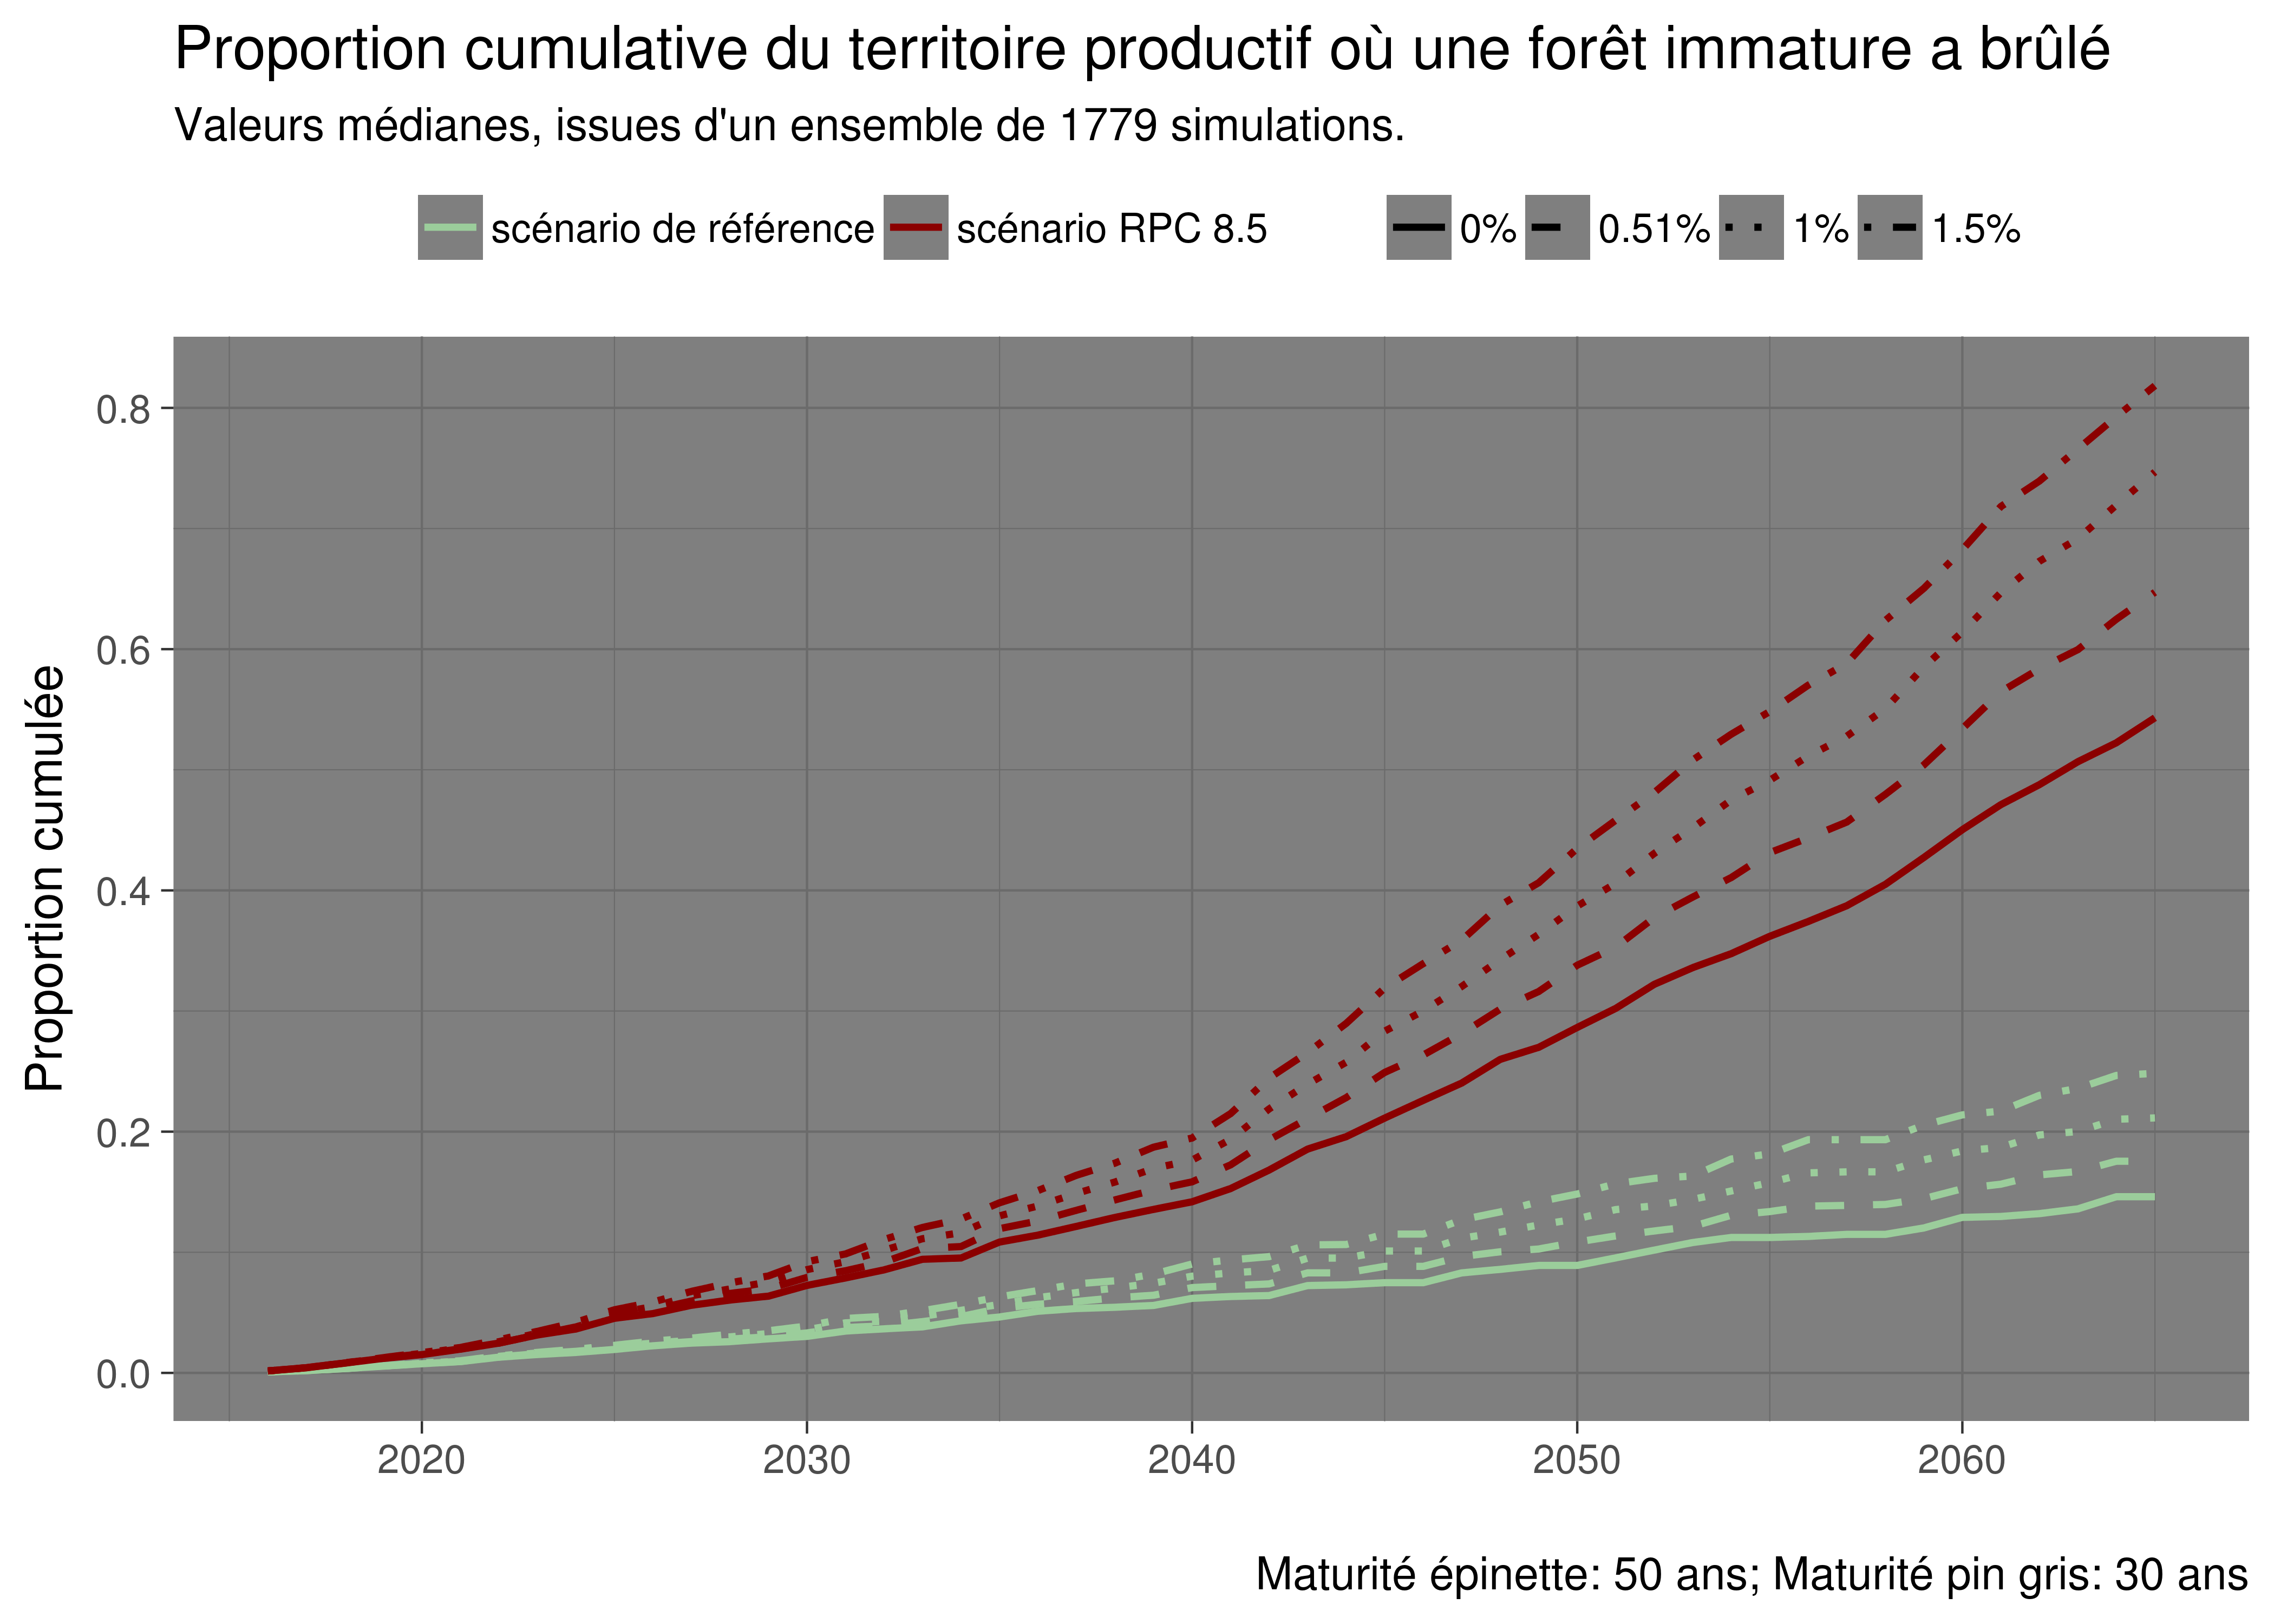 Proportion cumulative du territoire productif où une forêt immature a brûlé
Valeurs médianes, issues d'un ensemble de 1779 simulations.
scénario de référence scénario RPC 8.5 0% 0.51% 1% 1.5%
Proportion cumulée
0.8
0.6
0.4
0.2
0.0
2020 2030 2040 2050 2060
Maturité épinette: 50 ans; Maturité pin gris: 30 ans